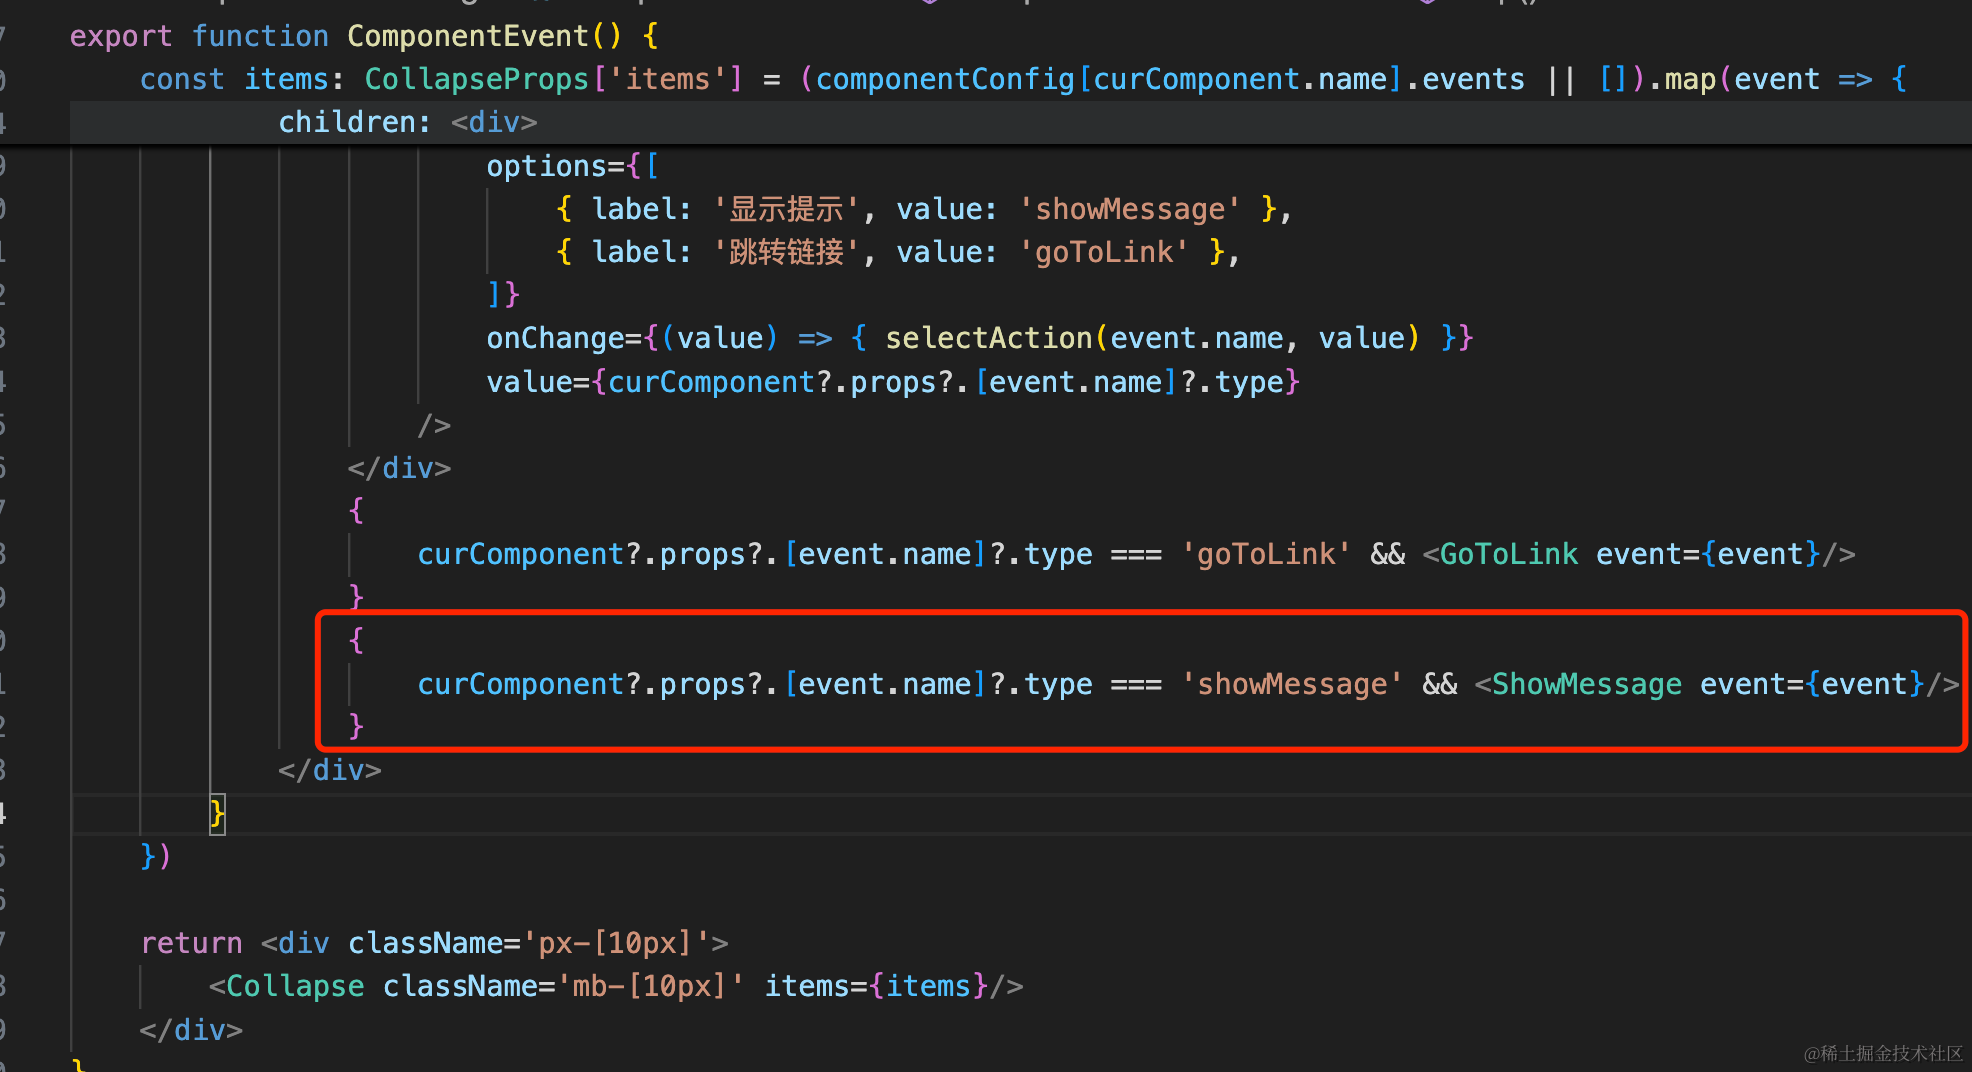 export function ComponentEvent() {
const items: CollapseProps['items'] = (componentConfig[curComponent.name].events || []).map(event => {
children: <div>
options={[
{ label: '显示提示', value: 'showMessage' },
{ label: '跳转链接', value: 'goToLink' },
]}
onChange={(value) => { selectAction(event.name, value) }}
value={curComponent?.props?.[event.name]?.type}
/>
</div>
{
curComponent?.props?.[event.name]?.type === 'goToLink' && <GoToLink event={event}/>
}
{
curComponent?.props?.[event.name]?.type === 'showMessage' && <ShowMessage event={event}/>
}
</div>
}
})
return <div className='px-[10px]'>
<Collapse className='mb-[10px]' items={items}/>
</div>
}
@稀土掘金技术社区